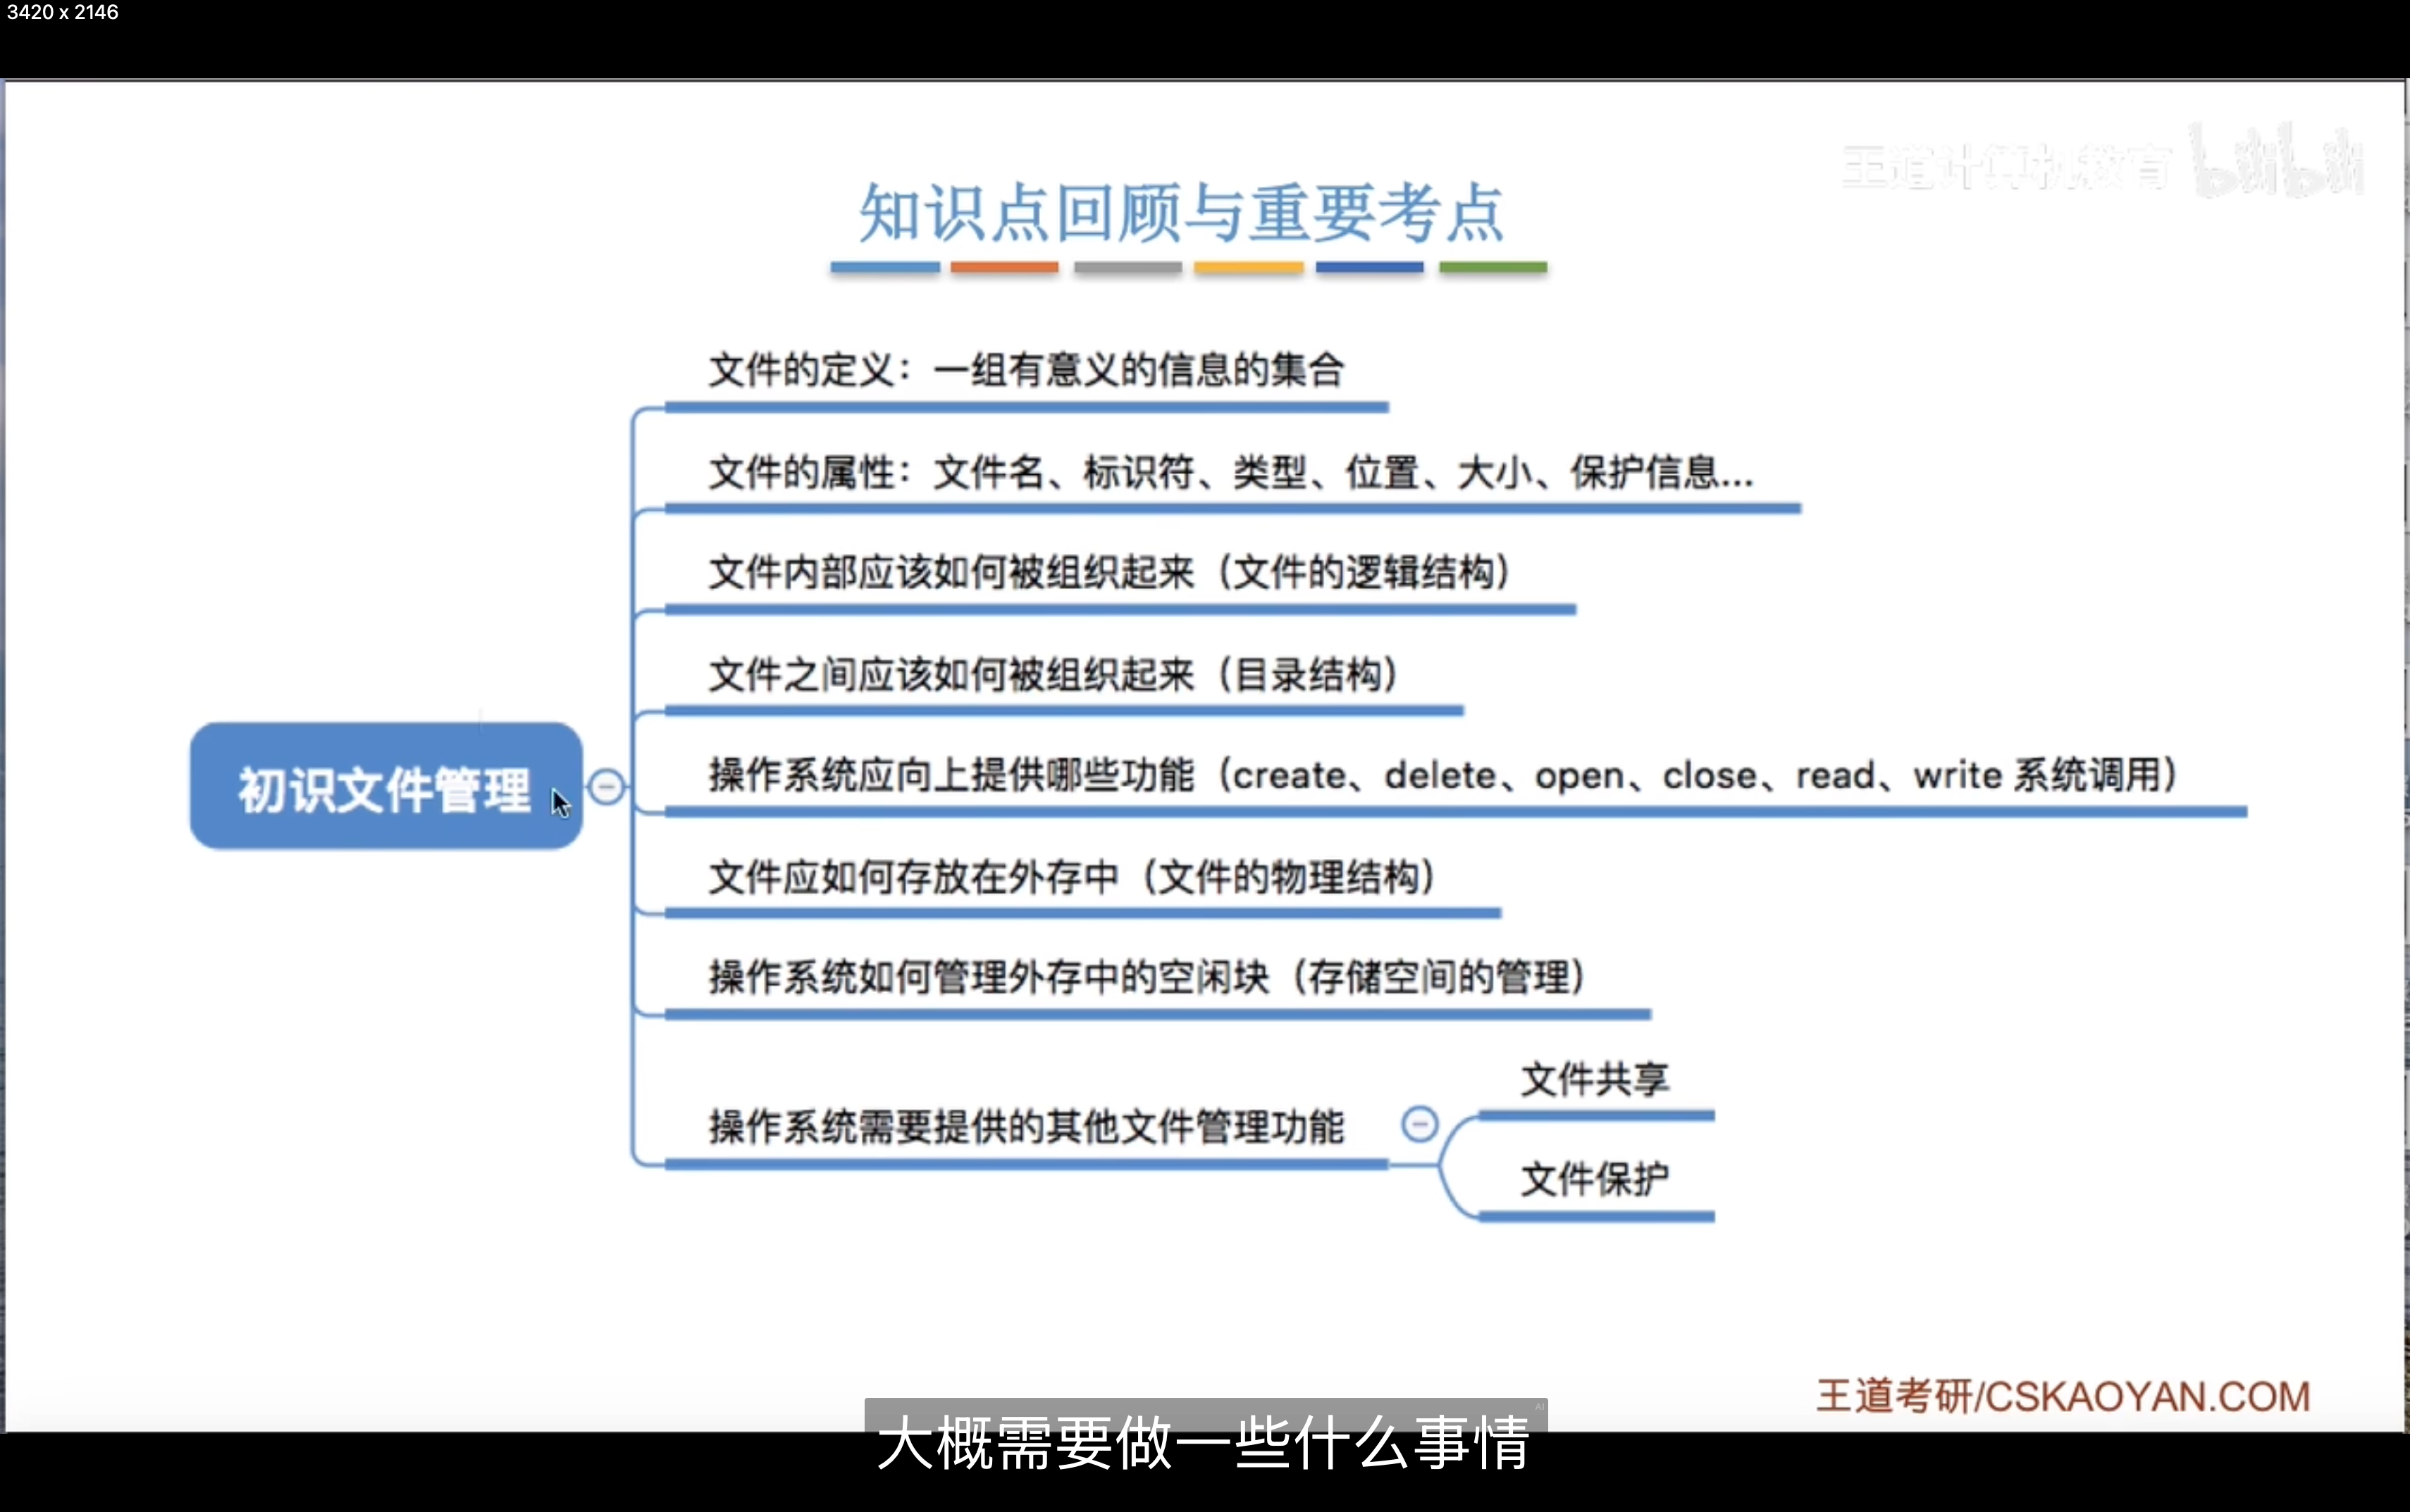 3420 x 2146
王道计算机教育 bilibili
知识点回顾与重要考点
文件的定义：一组有意义的信息的集合
文件的属性：文件名、标识符、类型、位置、大小、保护信息...
文件内部应该如何被组织起来（文件的逻辑结构）
文件之间应该如何被组织起来（目录结构）
初识文件管理
操作系统应向上提供哪些功能（create、delete、open、close、read、write 系统调用）
文件应如何存放在外存中（文件的物理结构）
操作系统如何管理外存中的空闲块（存储空间的管理）
操作系统需要提供的其他文件管理功能
文件共享
文件保护
王道考研/CSKAOYAN.COM
AI
大概需要做一些什么事情